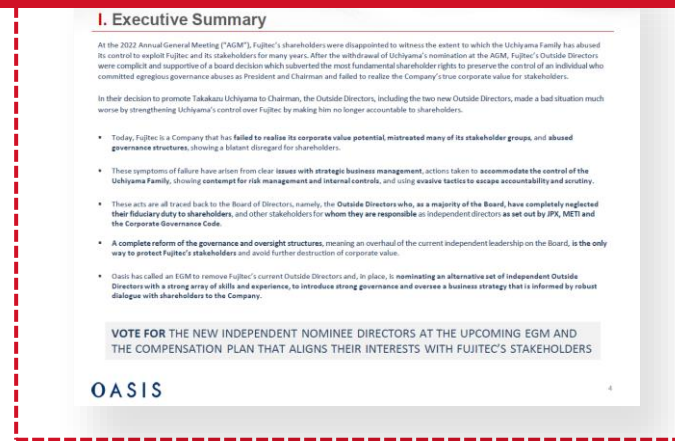 I. Executive Summary
At the 2022 Annual General Meeting ("AGM"), Fujitec's shareholders were disappointed to witness the extent to which the Uchiyama Family has abused
its control to exploit Fujitec and its stakeholders for many years. After the withdrawal of Uchiyama's nomination at the AGM, Fujitec's Outside Directors
were complicit and supportive of a board decision which subverted the most fundamental shareholder rights to preserve the control of an individual who
committed egregious governance abuses as President and Chairman and failed to realize the Company's true corporate value for stakeholders.
In their decision to promote Takakazu Uchiyama to Chairman, the Outside Directors, including the two new Outside Directors, made a bad situation much
worse by strengthening Uchiyama's control over Fujitec by making him no longer accountable to shareholders.
• Today, Fujitec is a Company that has failed to realize its corporate value potential, mistreated many of its stakeholder groups, and abused
governance structures, showing a blatant disregard for shareholders.
• These symptoms of failure have arisen from clear issues with strategic business management, actions taken to accommodate the control of the
Uchiyama Family, showing contempt for risk management and internal controls, and using evasive tactics to escape accountability and scrutiny.
• These acts are all traced back to the Board of Directors, namely, the Outside Directors who, as a majority of the Board, have completely neglected
their fiduciary duty to shareholders, and other stakeholders for whom they are responsible as independent directors as set out by JPX, METI and
the Corporate Governance Code.
• A complete reform of the governance and oversight structures, meaning an overhaul of the current independent leadership on the Board, is the only
way to protect Fujitec's stakeholders and avoid further destruction of corporate value.
• Oasis has called an EGM to remove Fujitec's current Outside Directors and, in place, is nominating an alternative set of independent Outside
Directors with a strong array of skills and experience, to introduce strong governance and oversee a business strategy that is informed by robust
dialogue with shareholders to the Company.
VOTE FOR THE NEW INDEPENDENT NOMINEE DIRECTORS AT THE UPCOMING EGM AND
THE COMPENSATION PLAN THAT ALIGNS THEIR INTERESTS WITH FUJITEC'S STAKEHOLDERS
OASIS
4